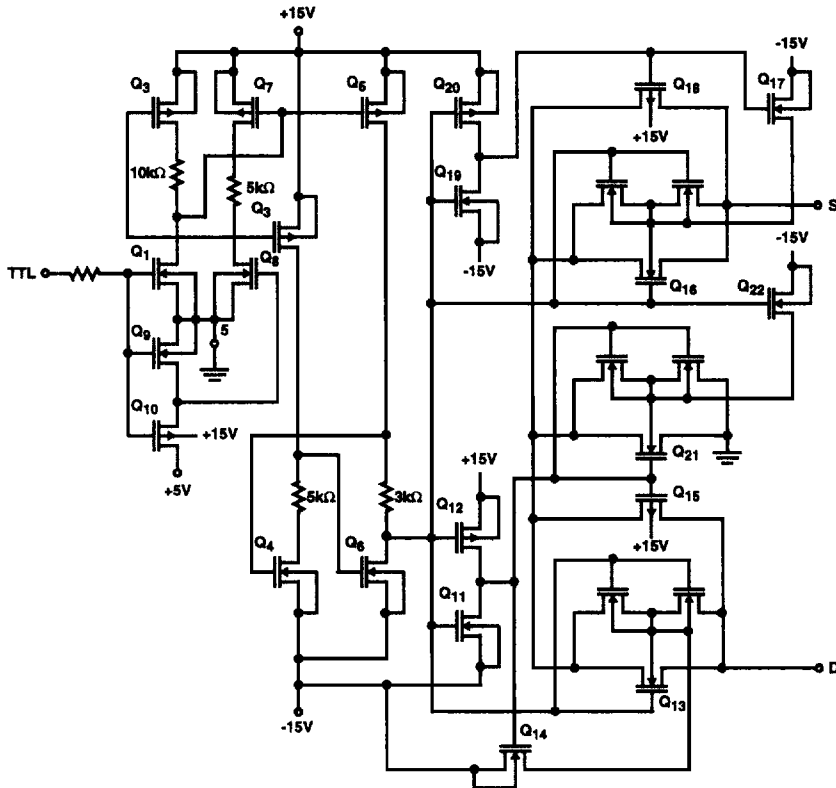 +15V
-15V
Q3
Q7
Q5
Q20
Q18
Q17
+15V
10kΩ
5kΩ
Q19
Q3
S
-15V
-15V
TTL
Q1
Q8
Q16
Q22
5
Q9
Q10
+15V
+5V
+15V
Q21
5kΩ
3kΩ
Q12
Q15
+15V
Q4
Q6
Q11
D
-15V
Q14
Q13